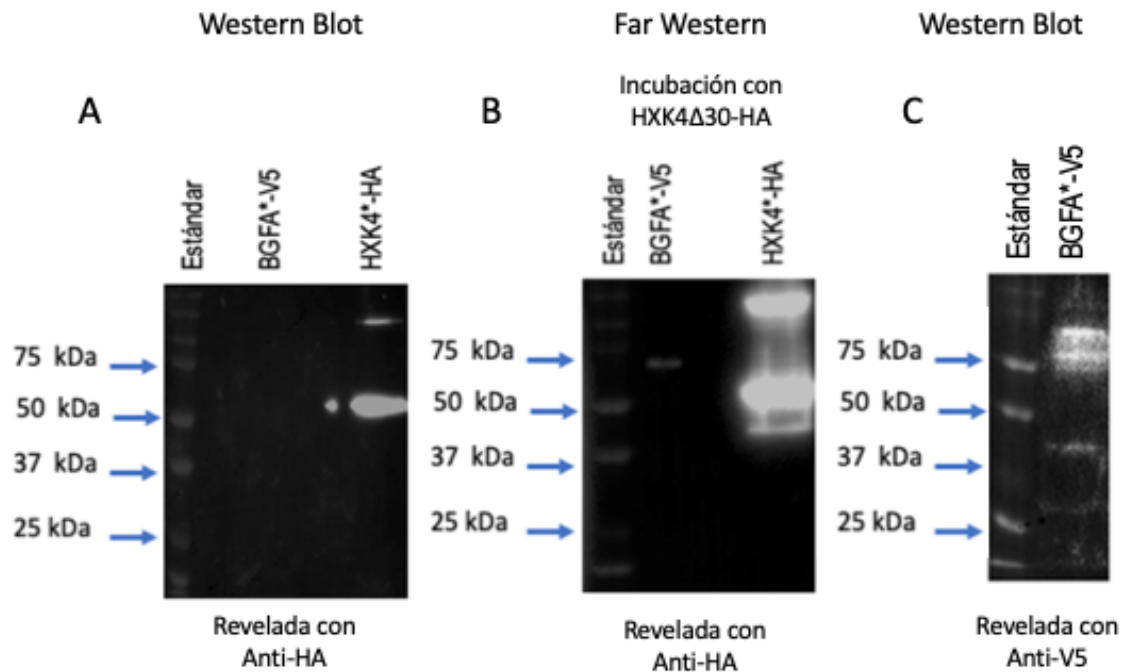 Western Blot
Far Western
Western Blot
A
B
Incubación con
HXK4Δ30-HA
C
Estándar
BGFA*-V5
HXK4*-HA
Estándar
BGFA*-V5
HXK4*-HA
Estándar
BGFA*-V5
75 kDa
50 kDa
37 kDa
25 kDa
75 kDa
50 kDa
37 kDa
25 kDa
75 kDa
50 kDa
37 kDa
25 kDa
Revelada con
Anti-HA
Revelada con
Anti-HA
Revelada con
Anti-V5